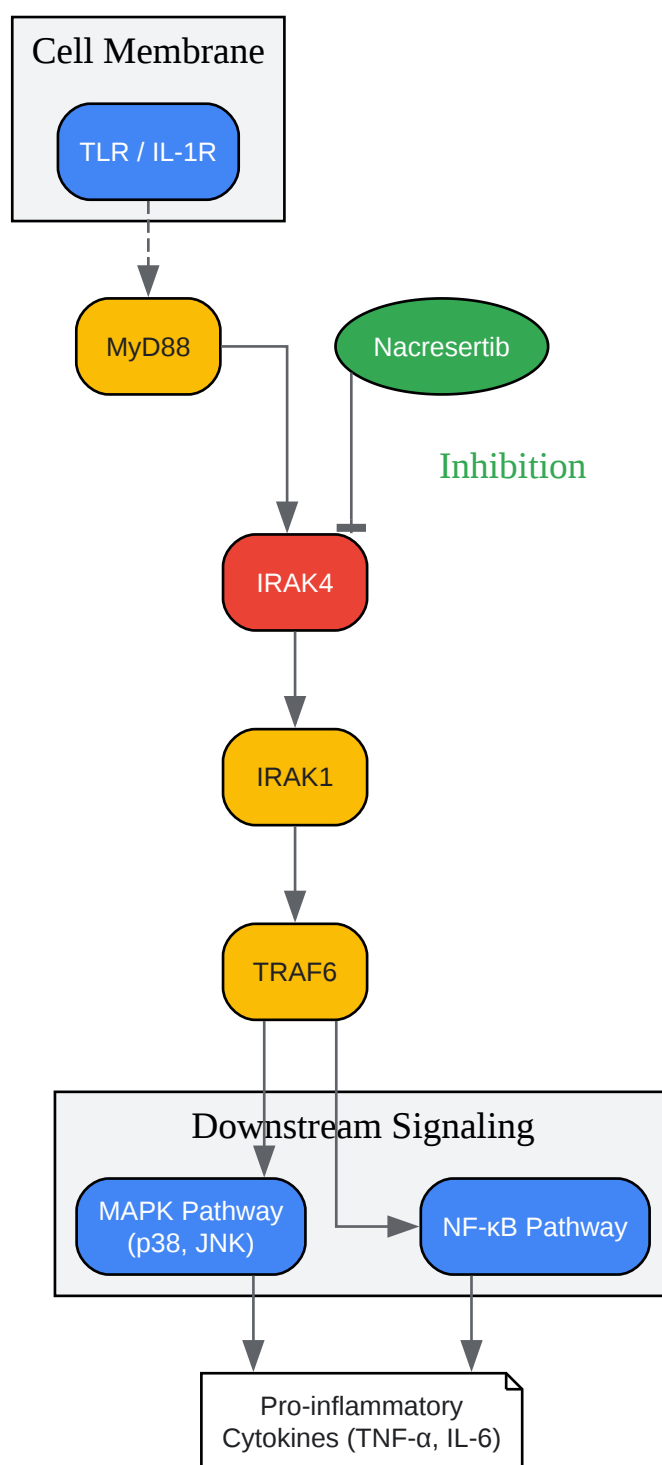 Cell Membrane
TLR / IL-1R
MyD88
Nacresertib
Inhibition
IRAK4
IRAK1
TRAF6
Downstream Signaling
MAPK Pathway
(p38, JNK)
NF-κB Pathway
Pro-inflammatory
Cytokines (TNF-α, IL-6)